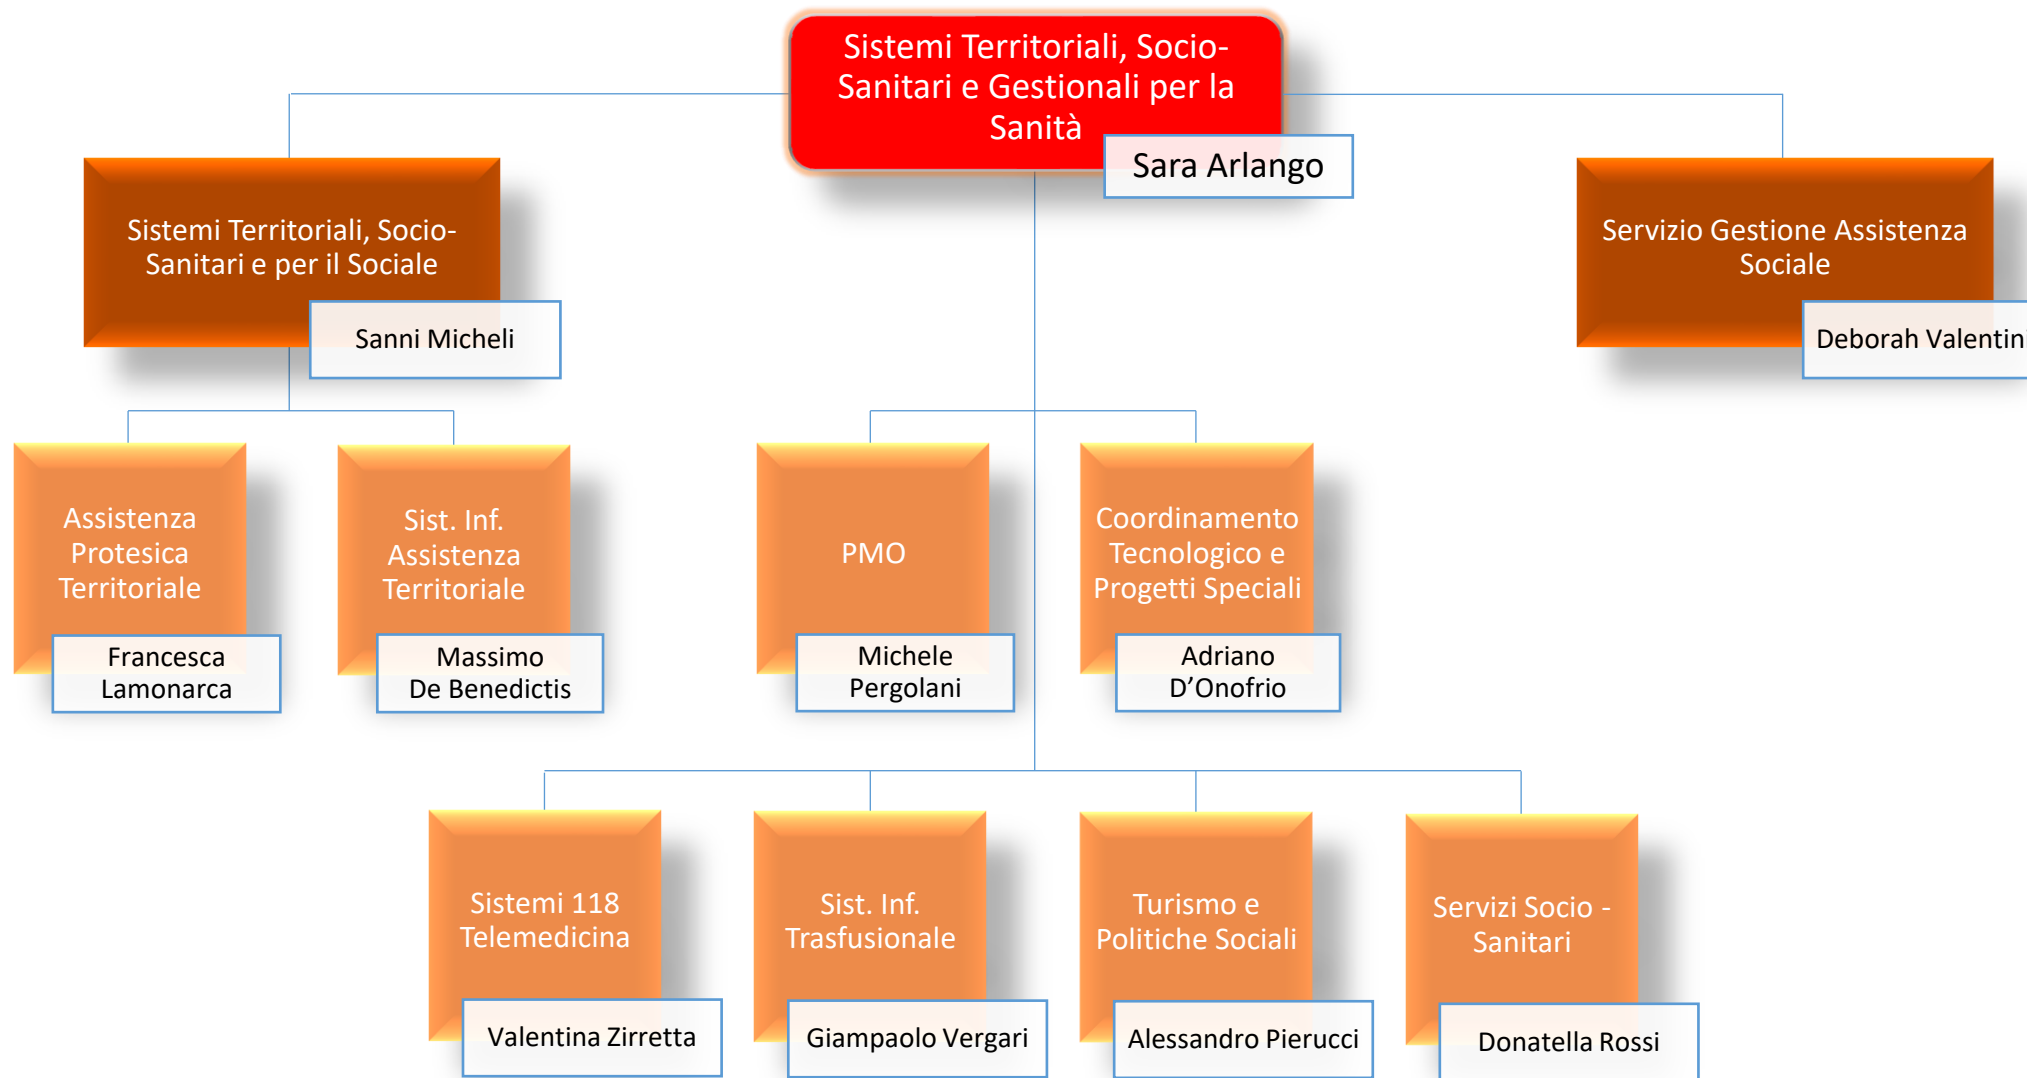 Sistemi Territoriali, Socio-
Sanitari e Gestionali per la
Sanità
Sara Arlango
Sistemi Territoriali, Socio-
Sanitari e per il Sociale
Sanni Micheli
Servizio Gestione Assistenza
Sociale
Deborah Valentini
Assistenza
Protesica
Territoriale
Francesca
Lamonarca
Sist. Inf.
Assistenza
Territoriale
Massimo
De Benedictis
PMO
Michele
Pergolani
Coordinamento
Tecnologico e
Progetti Speciali
Adriano
D’Onofrio
Sistemi 118
Telemedicina
Valentina Zirretta
Sist. Inf.
Trasfusionale
Giampaolo Vergari
Turismo e
Politiche Sociali
Alessandro Pierucci
Servizi Socio -
Sanitari
Donatella Rossi